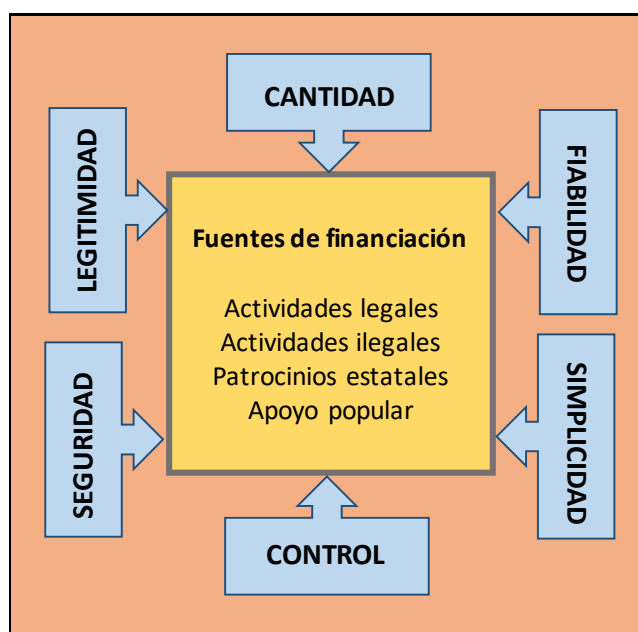 CANTIDAD
LEGITIMIDAD
FIABILIDAD
Fuentes de financiación
Actividades legales
Actividades ilegales
Patrocinios estatales
Apoyo popular
SEGURIDAD
SIMPLICIDAD
CONTROL